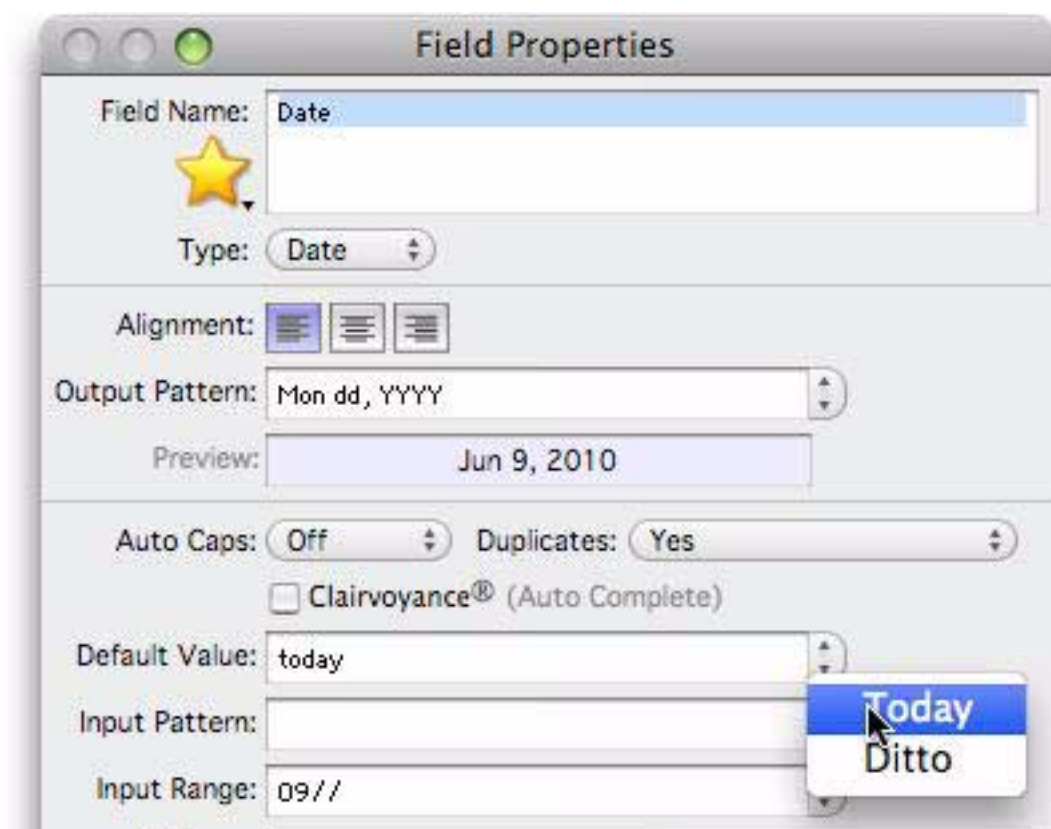 Field Properties
Field Name: Date
Type: Date
Alignment:
Output Pattern: Mon dd, YYYY
Preview: Jun 9, 2010
Auto Caps: Off Duplicates: Yes
Clairvoyance® (Auto Complete)
Default Value: today
Today
Input Pattern:
Ditto
Input Range: 09//